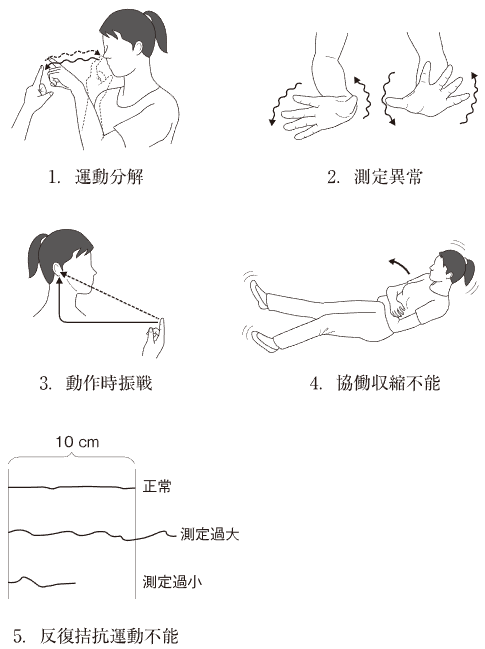 1. 運動分解
2. 測定異常
3. 動作時振戦
4. 協働収縮不能
10 cm
正常
測定過大
測定過小
5. 反復拮抗運動不能